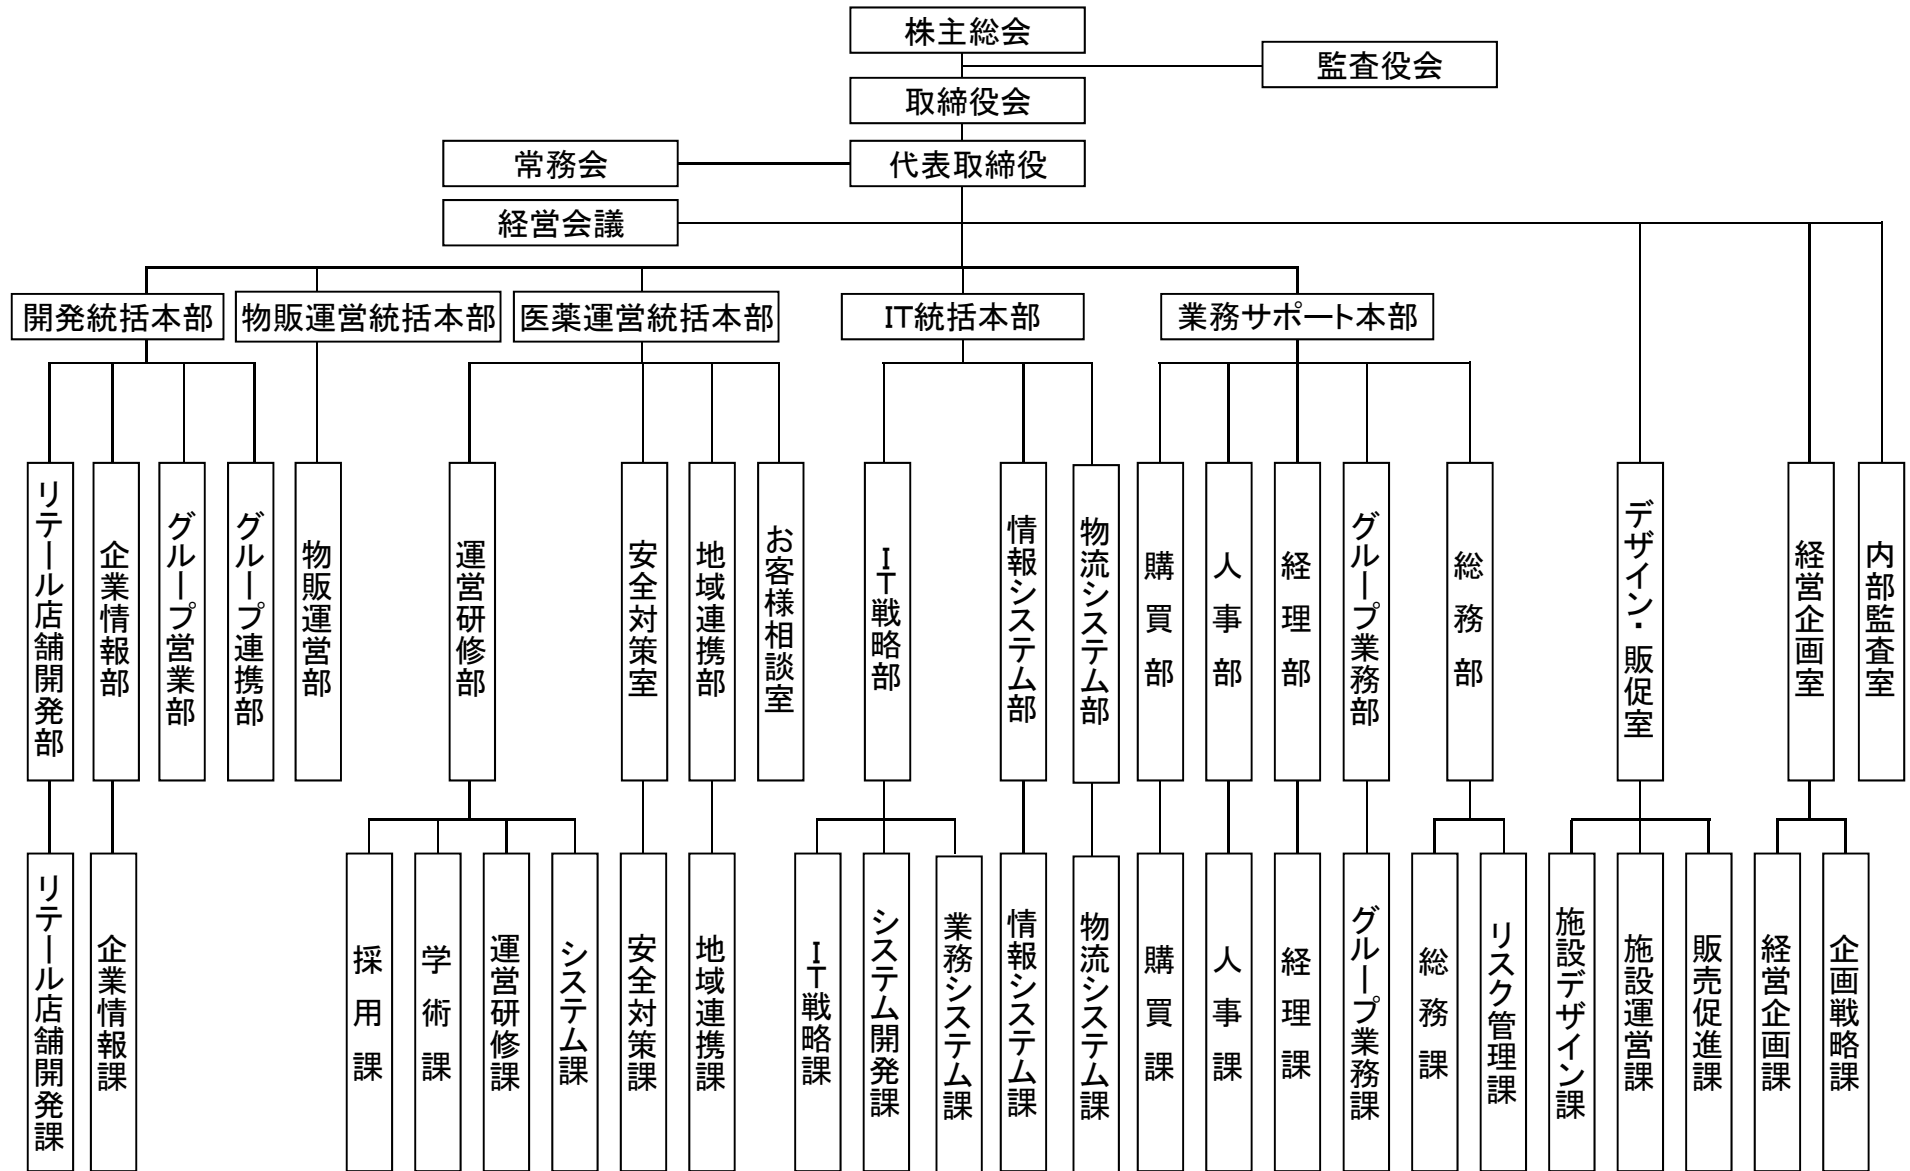 株主総会
監査役会
取締役会
常務会
代表取締役
経営会議
開発統括本部
物販運営統括本部
医薬運営統括本部
IT統括本部
業務サポート本部
リテール店舗開発部
企業情報部
グループ営業部
グループ連携部
物販運営部
運営研修部
安全対策室
地域連携部
お客様相談室
IT戦略部
情報システム部
物流システム部
購買部
人事部
経理部
グループ業務部
総務部
デザイン・販促室
経営企画室
内部監査室
リテール店舗開発課
企業情報課
採用課
学術課
運営研修課
システム課
安全対策課
地域連携課
IT戦略課
システム開発課
業務システム課
情報システム課
物流システム課
購買課
人事課
経理課
グループ業務課
総務課
リスク管理課
施設デザイン課
施設運営課
販売促進課
経営企画課
企画戦略課